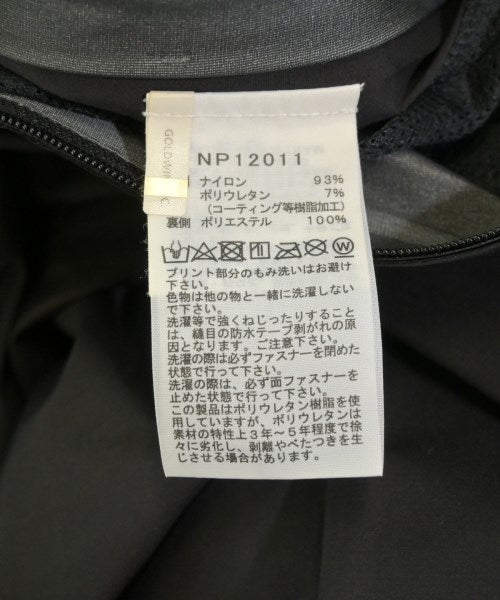 GOLDWIN
NP12011
ナイロン 93%
ポリウレタン 7%
(コーティング等樹脂加工)
裏側 ポリエステル 100%
プリント部分のもみ洗いはお避け
下さい。
色物は他の物と一緒に洗濯しない
で下さい。
洗濯等で強くねじったりすること
は、縫目の防水テープ剥がれの原
因となります。ご注意下さい。
洗濯の際は必ずファスナーを閉めた
状態で行って下さい。
洗濯の際は、必ず面ファスナーを
止めた状態で行って下さい。
この製品はポリウレタン樹脂を使
用していますが、ポリウレタンは
素材の特性上3年～5年程度で徐
々に劣化し、剥離やべたつきを生
じさせる場合があります。